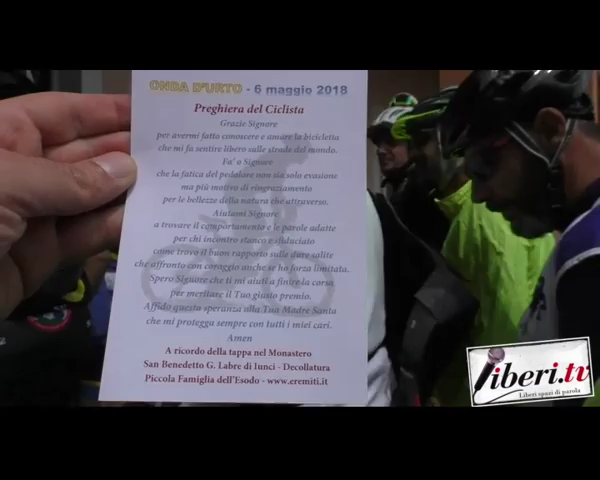 ONDA D'URTO - 6 maggio 2018
Preghiera del Ciclista
Grazie Signore
per avermi fatto conoscere e amare la bicicletta
che mi fa sentire libero sulle strade del mondo.
Fa' o Signore
che la fatica del pedalare non sia solo evasione
ma più motivo di ringraziamento
per le bellezze della natura che attraverso.
Aiutami Signore
a trovare il comportamento e le parole adatte
per chi incontro stanco e sfiduciato
come trovo il buon rapporto sulle dure salite
che affronto con coraggio anche se ho forza limitata.
Spero Signore che ti mi aiuti a finire la corsa
per meritare il Tuo giusto premio.
Affido questa speranza alla Tua Madre Santa
che mi protegga sempre con tutti i miei cari.
Amen
A ricordo della tappa nel Monastero
San Benedetto G. Labre di Iunci - Decollatura
Piccola Famiglia dell'Esodo - www.eremiti.it
liberi.tv
Liberi spazi di parola